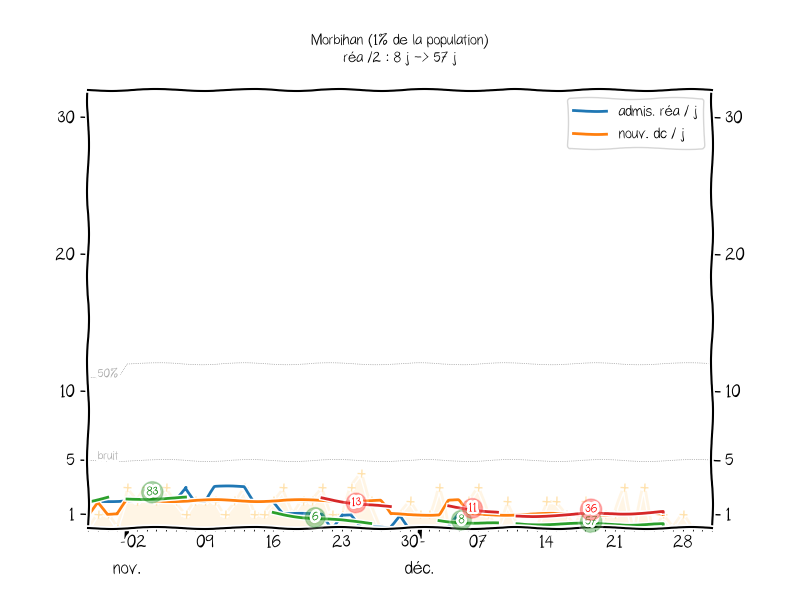 Morbihan (1% de la population)
réa /2 : 8 j -> 57 j
admis. réa / j
nouv. dc / j
30
30
20
20
50%
10
10
bruit
5
5
83
13
6
11
8
36
57
1
1
02 09 16 23 30 07 14 21 28
nov. déc.